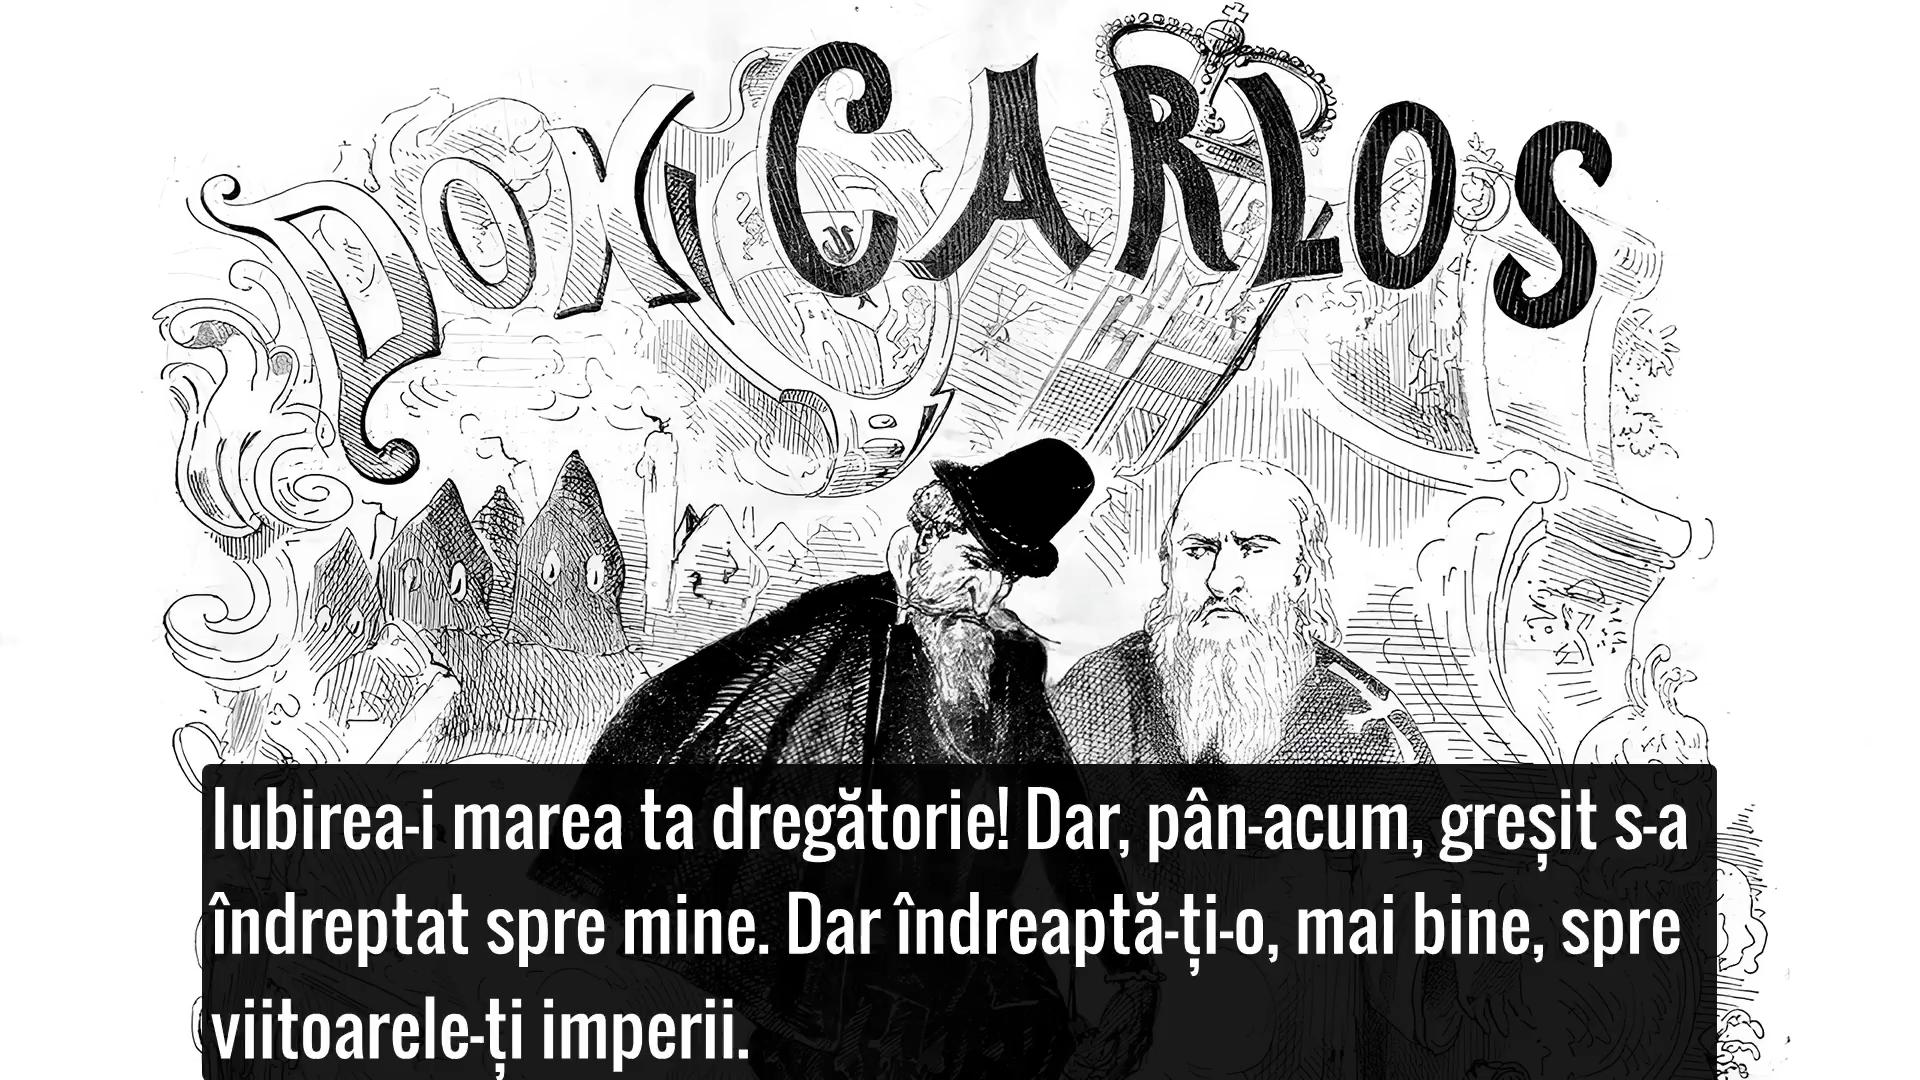 DON CARLOS
Iubirea-i marea ta dregătorie! Dar, pân-acum, greșit s-a
îndreptat spre mine. Dar îndreaptă-ți-o, mai bine, spre
viitoarele-ți imperii.